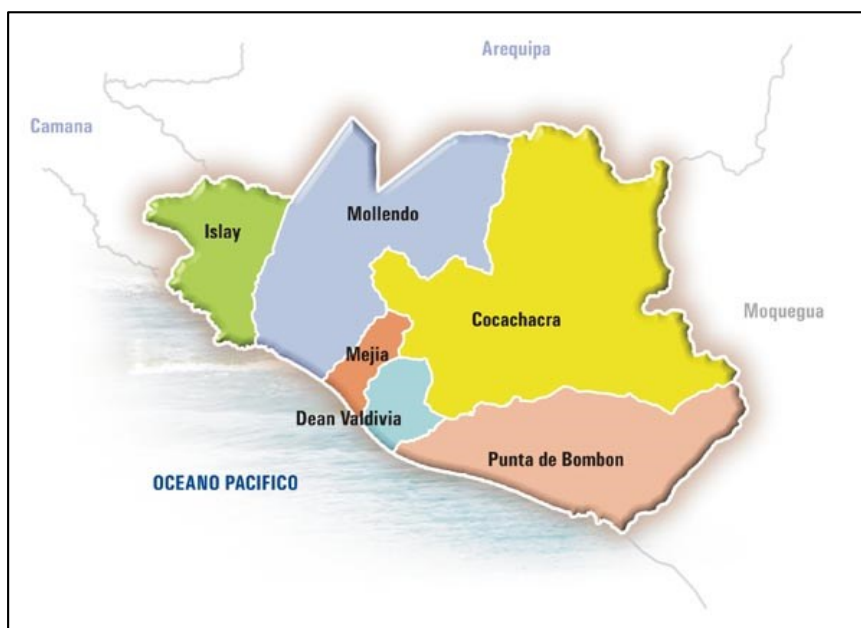 Arequipa
Camana
Mollendo
Islay
Moquegua
Cocachacra
Mejia
Dean Valdivia
Punta de Bombon
OCEANO PACIFICO